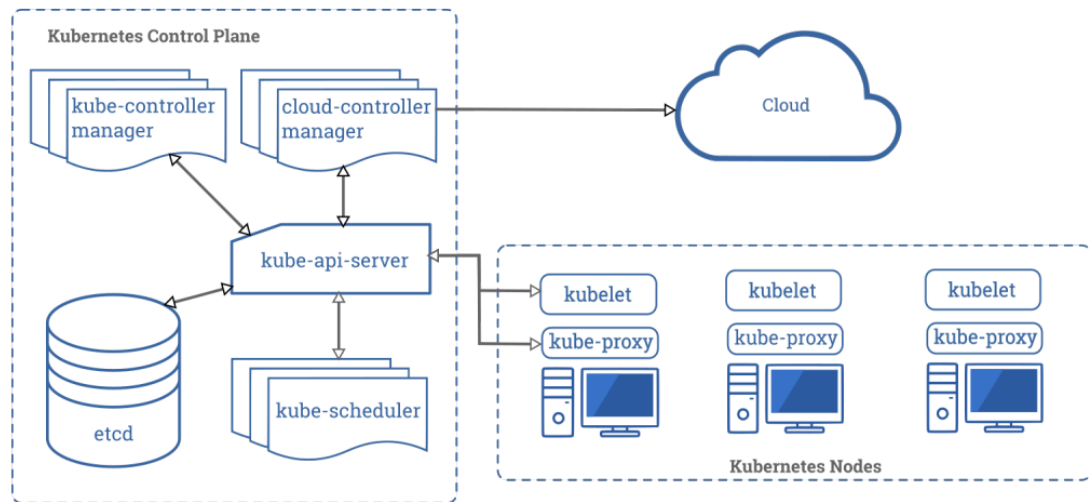 Kubernetes Control Plane
kube-controller
manager
cloud-controller
manager
Cloud
kube-api-server
kubelet
kubelet
kubelet
kube-proxy
kube-proxy
kube-proxy
etcd
kube-scheduler
Kubernetes Nodes